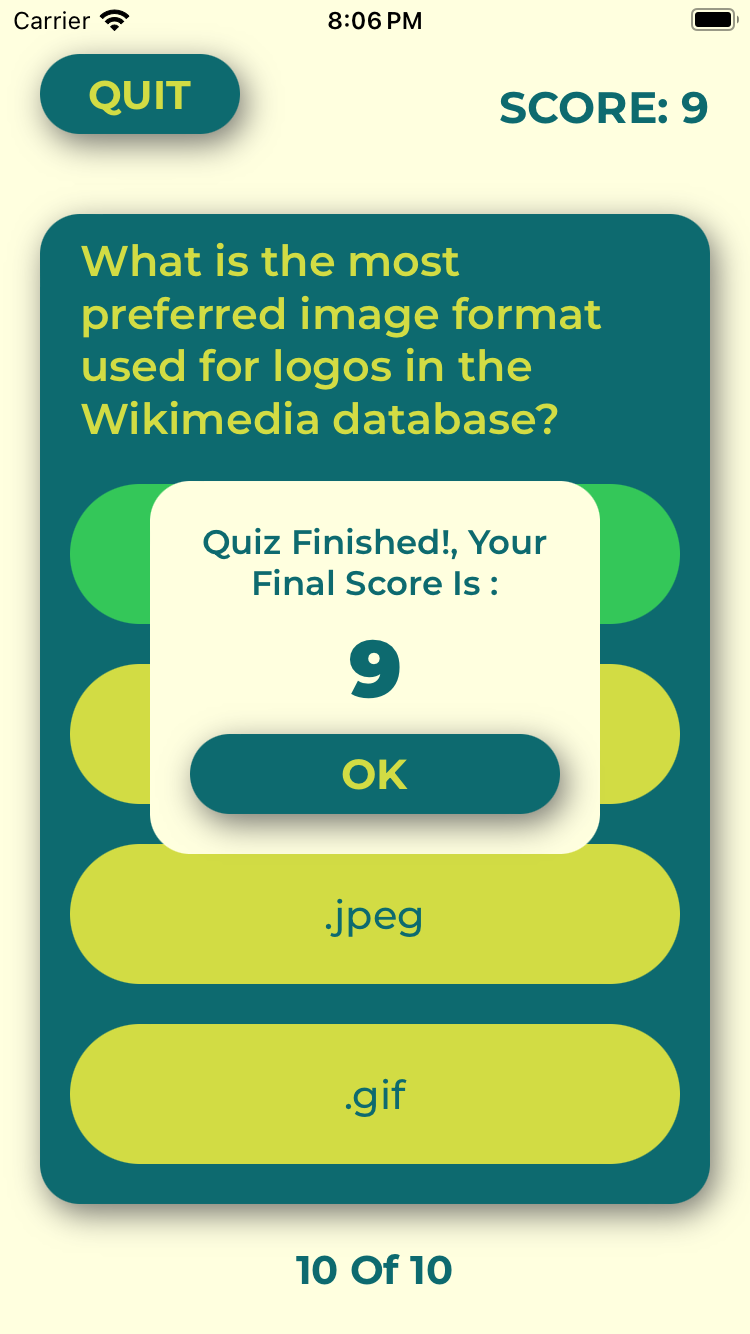 Carrier 8:06 PM
QUIT
SCORE: 9
What is the most
preferred image format
used for logos in the
Wikimedia database?
Quiz Finished!, Your
Final Score Is :
9
OK
.jpeg
.gif
10 Of 10